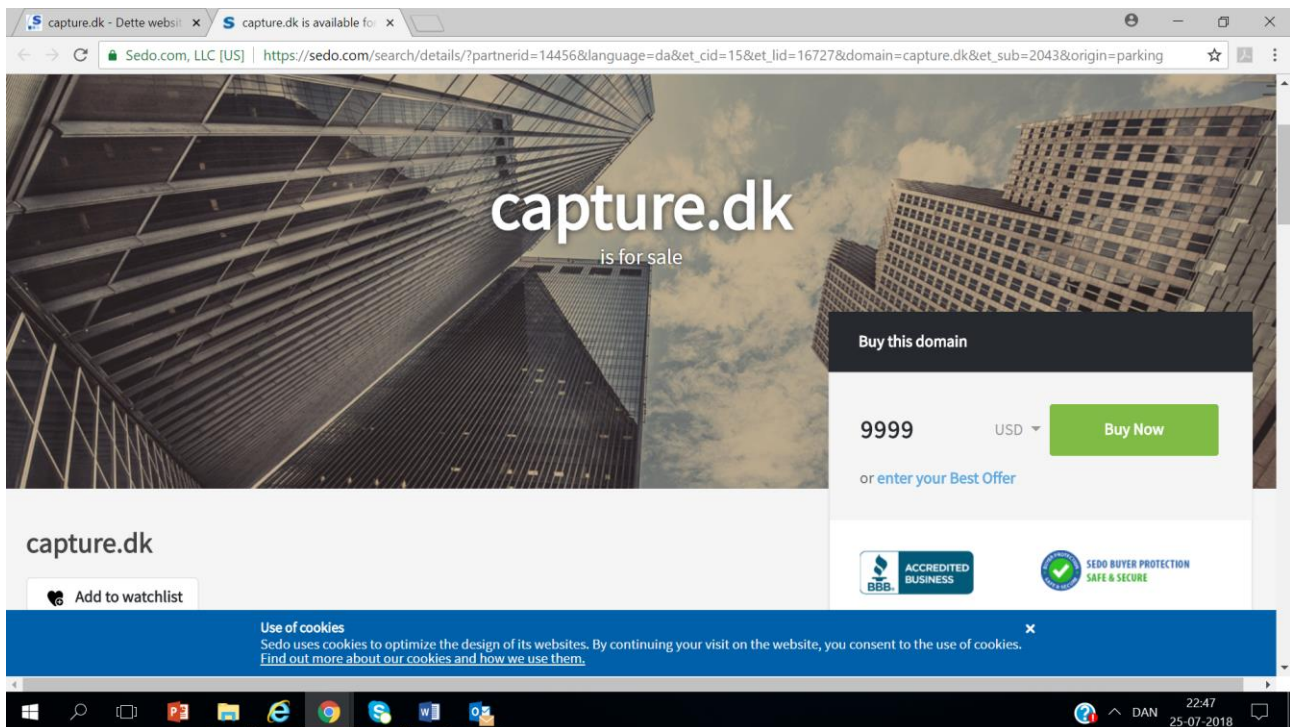 capture.dk - Dette websit
capture.dk is available fo
Sedo.com, LLC [US] | https://sedo.com/search/details/?partnerid=14456&language=da&et_cid=15&et_lid=16727&domain=capture.dk&et_sub=2043&origin=parking
capture.dk
is for sale
Buy this domain
9999 USD Buy Now
or enter your Best Offer
capture.dk
Add to watchlist
BBB. ACCREDITED
BUSINESS
SEDO BUYER PROTECTION
SAFE & SECURE
Use of cookies
Sedo uses cookies to optimize the design of its websites. By continuing your visit on the website, you consent to the use of cookies.
Find out more about our cookies and how we use them.
DAN
22:47
25-07-2018